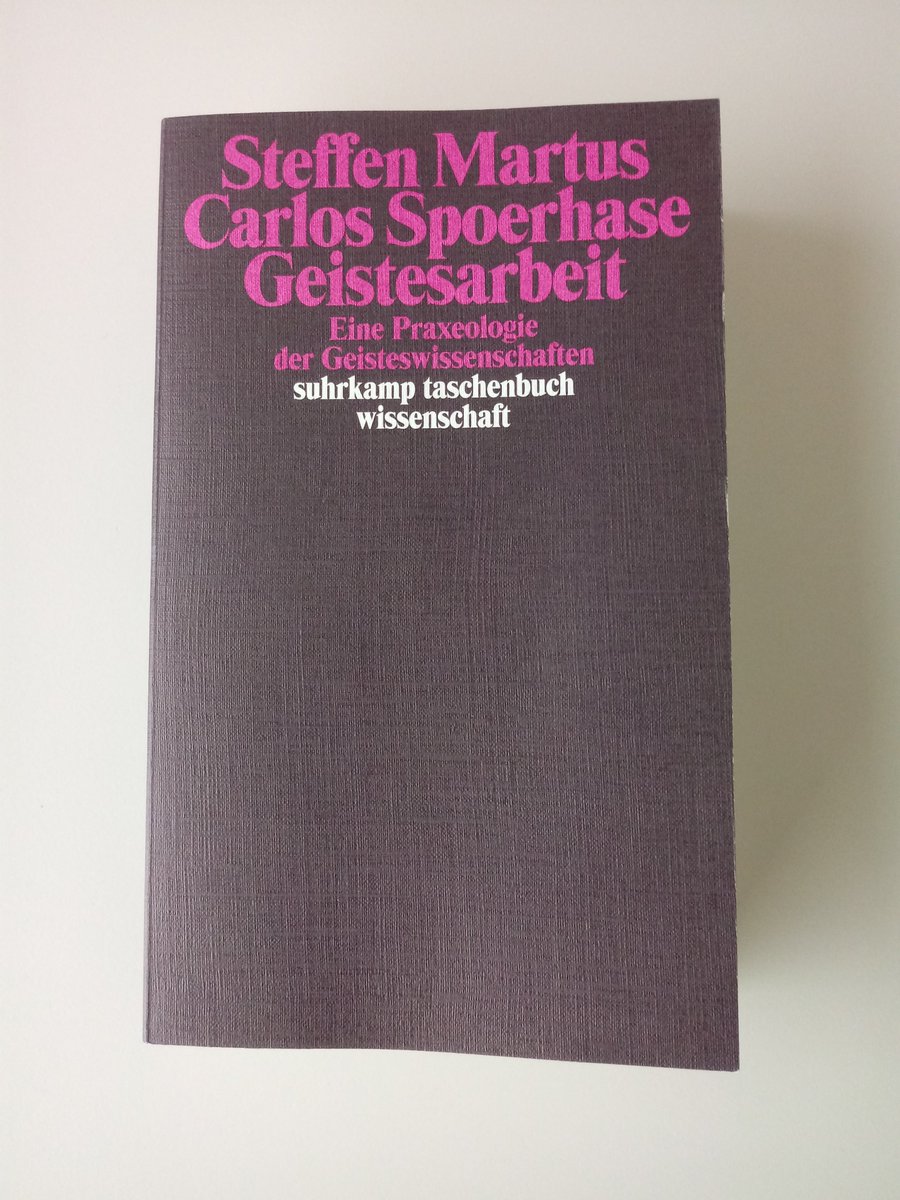 Steffen Martus
Carlos Spoerhase
Geistesarbeit
Eine Praxeologie
der Geisteswissenschaften
suhrkamp taschenbuch
wissenschaft